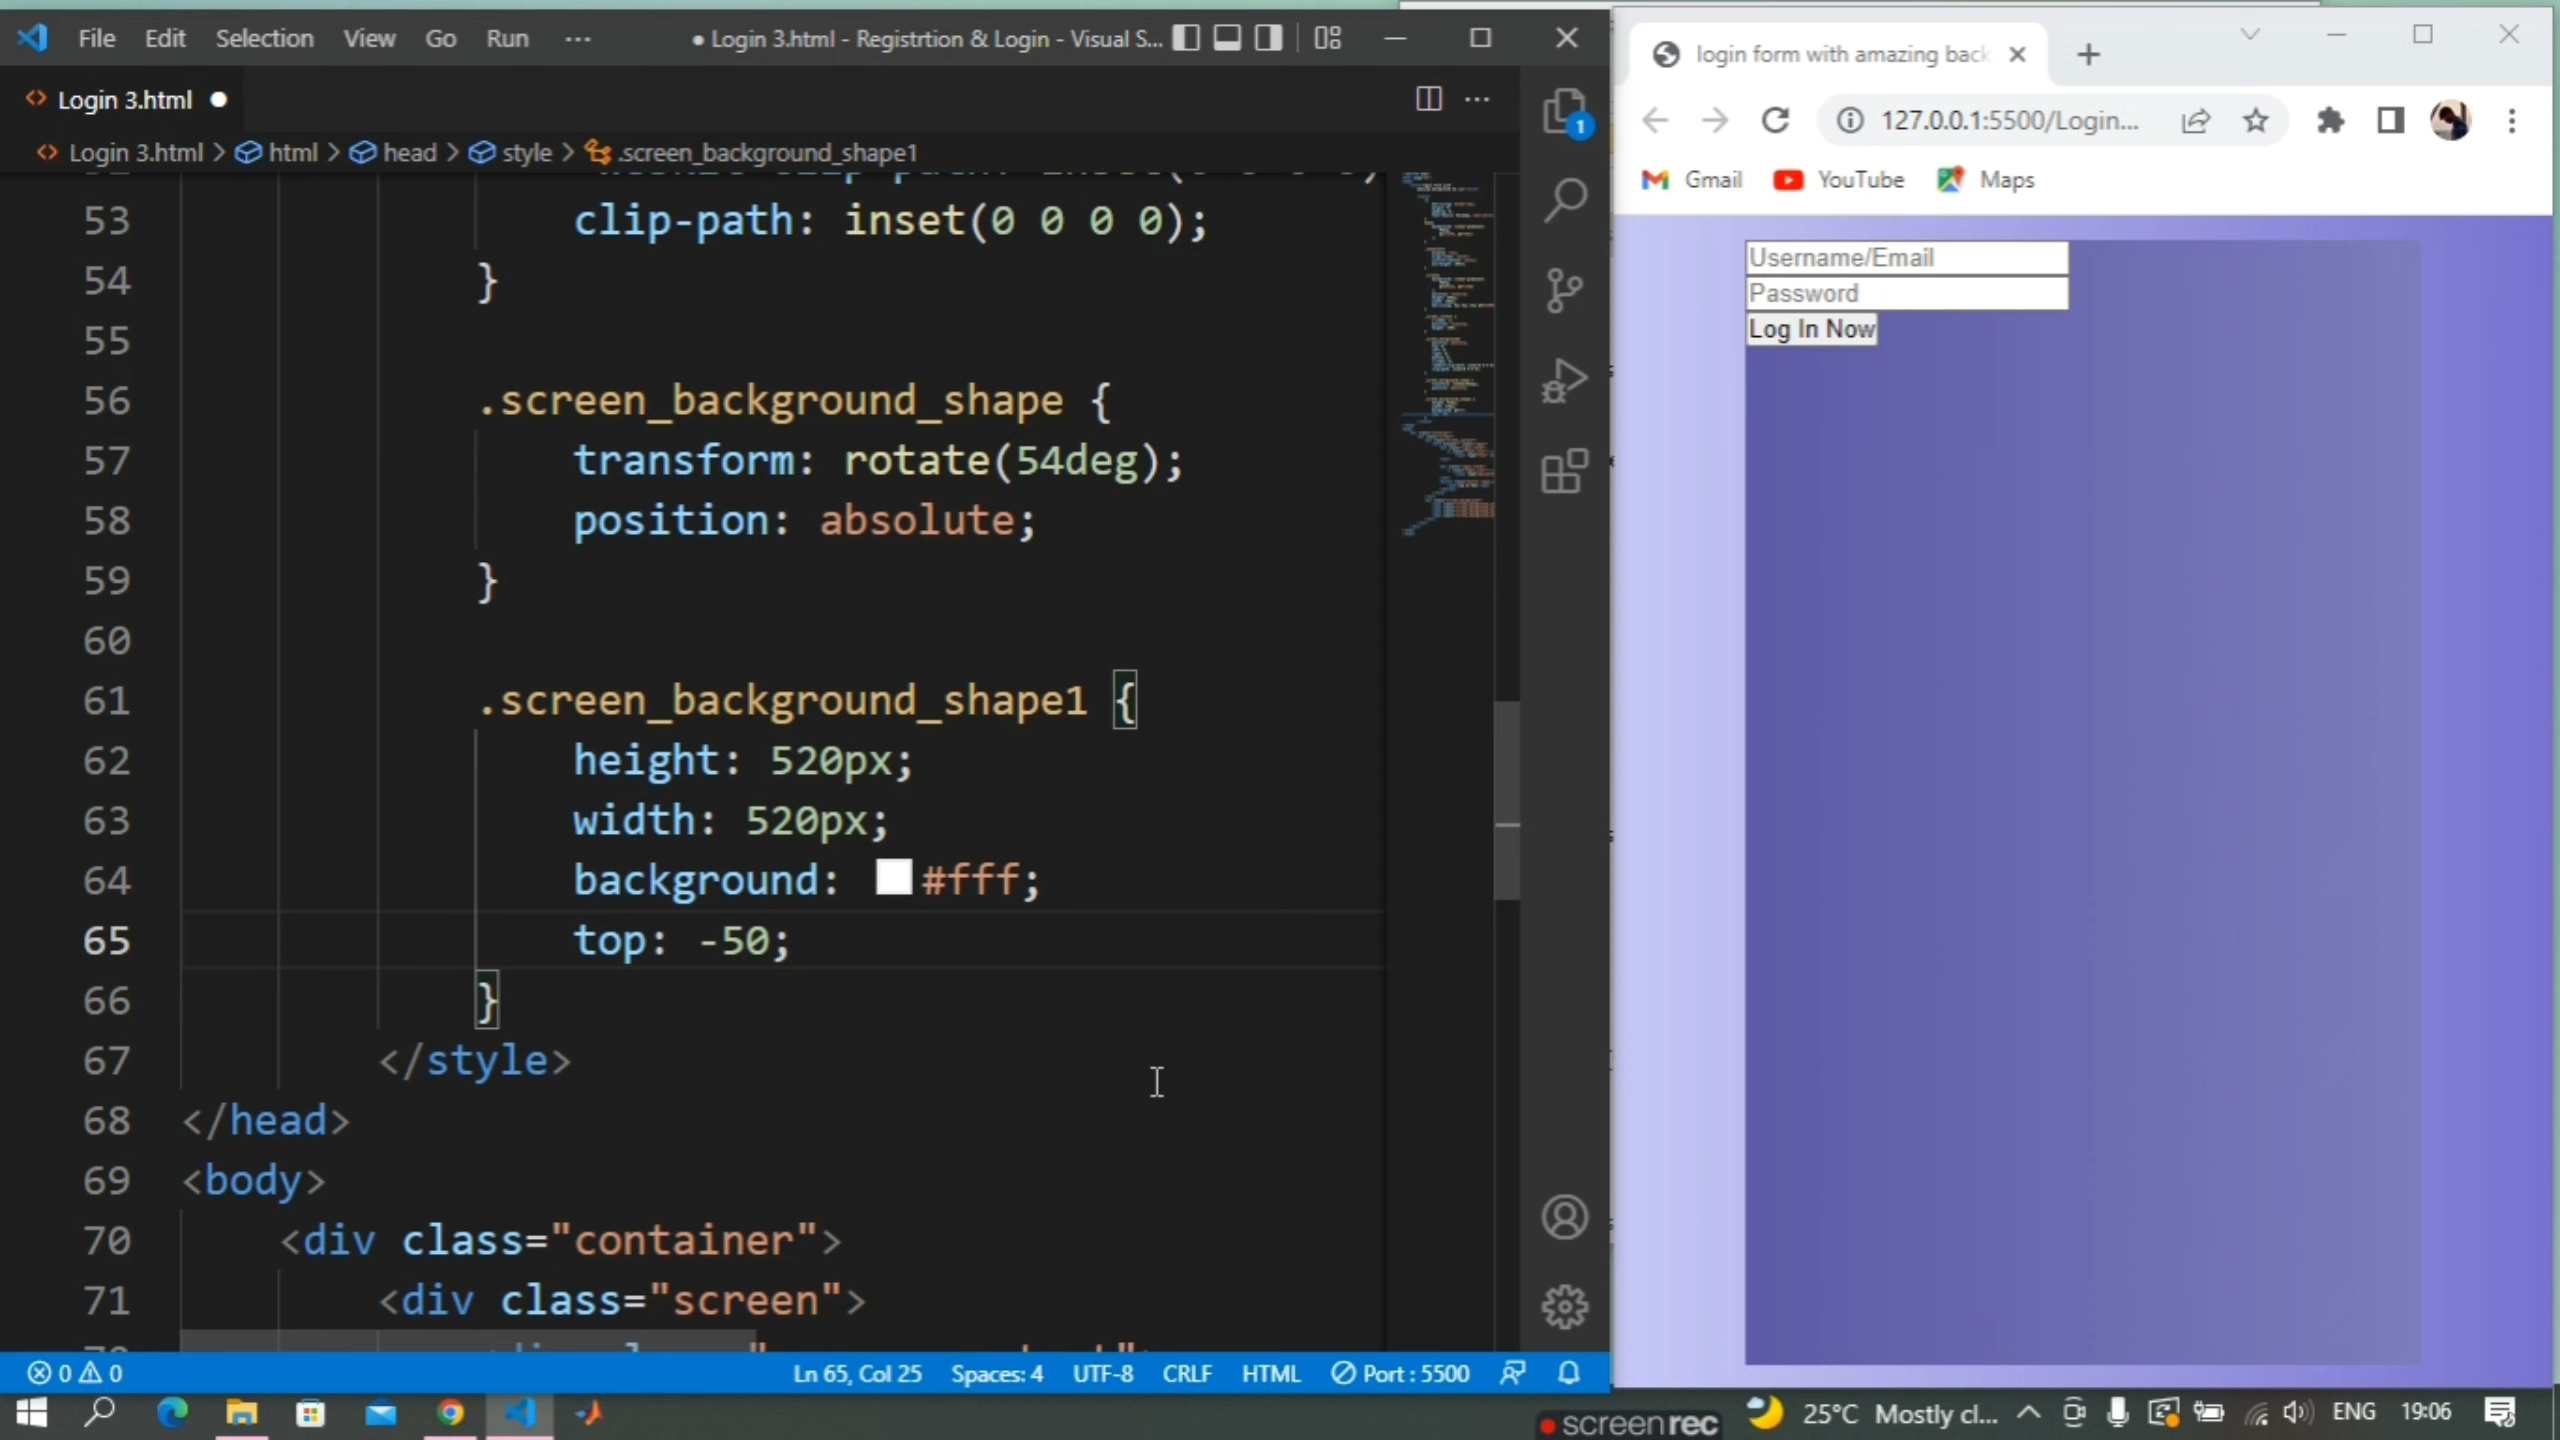 File Edit Selection View Go Run ··· ● Login 3.html - Registrtion & Login - Visual S...
Login 3.html ●
Login 3.html > html > head > style > .screen_background_shape1
53 clip-path: inset(0 0 0 0);
54 }
55
56 .screen_background_shape {
57 transform: rotate(54deg);
58 position: absolute;
59 }
60
61 .screen_background_shape1 {
62 height: 520px;
63 width: 520px;
64 background: #fff;
65 top: -50;
66 }
67 </style>
68 </head>
69 <body>
70 <div class="container">
71 <div class="screen">
1
0 0 Ln 65, Col 25 Spaces: 4 UTF-8 CRLF HTML Port : 5500
login form with amazing back
127.0.0.1:5500/Login...
Gmail YouTube Maps
Username/Email
Password
Log In Now
screenrec
25°C Mostly cl... ENG 19:06